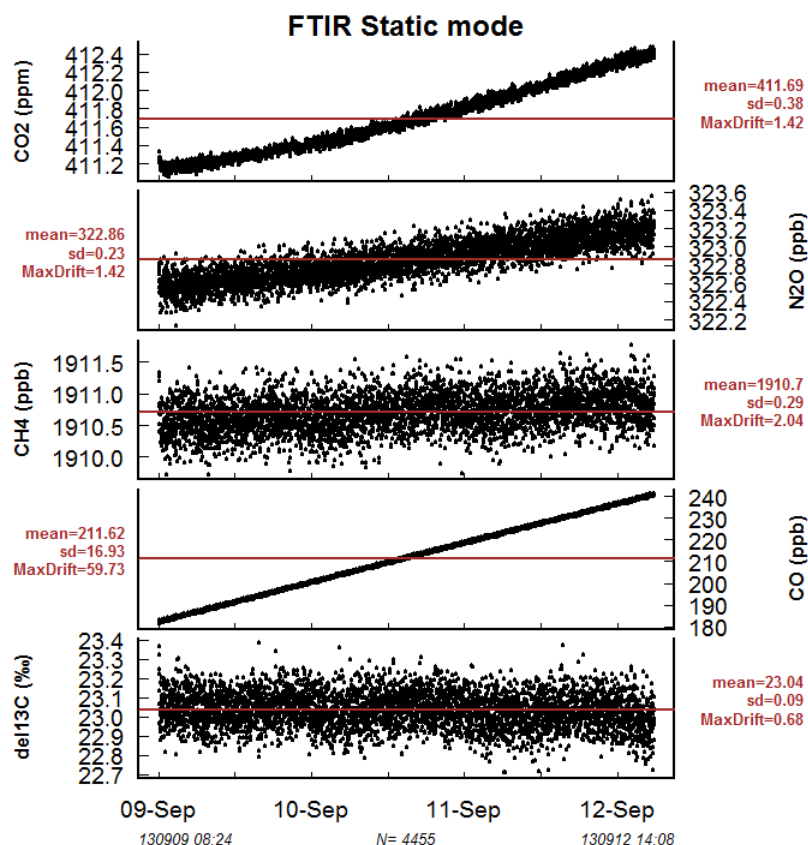 FTIR Static mode
CO2 (ppm)
412.4
412.2
412.0
411.8
411.6
411.4
411.2
mean=411.69
sd=0.38
MaxDrift=1.42
mean=322.86
sd=0.23
MaxDrift=1.42
323.6
323.4
323.2
323.0
322.8
322.6
322.4
322.2
N2O (ppb)
CH4 (ppb)
1911.5
1911.0
1910.5
1910.0
mean=1910.7
sd=0.29
MaxDrift=2.04
mean=211.62
sd=16.93
MaxDrift=59.73
240
230
220
210
200
190
180
CO (ppb)
del13C (‰)
23.4
23.3
23.2
23.1
23.0
22.9
22.8
22.7
mean=23.04
sd=0.09
MaxDrift=0.68
09-Sep 10-Sep 11-Sep 12-Sep
130909 08:24 N= 4455 130912 14:08